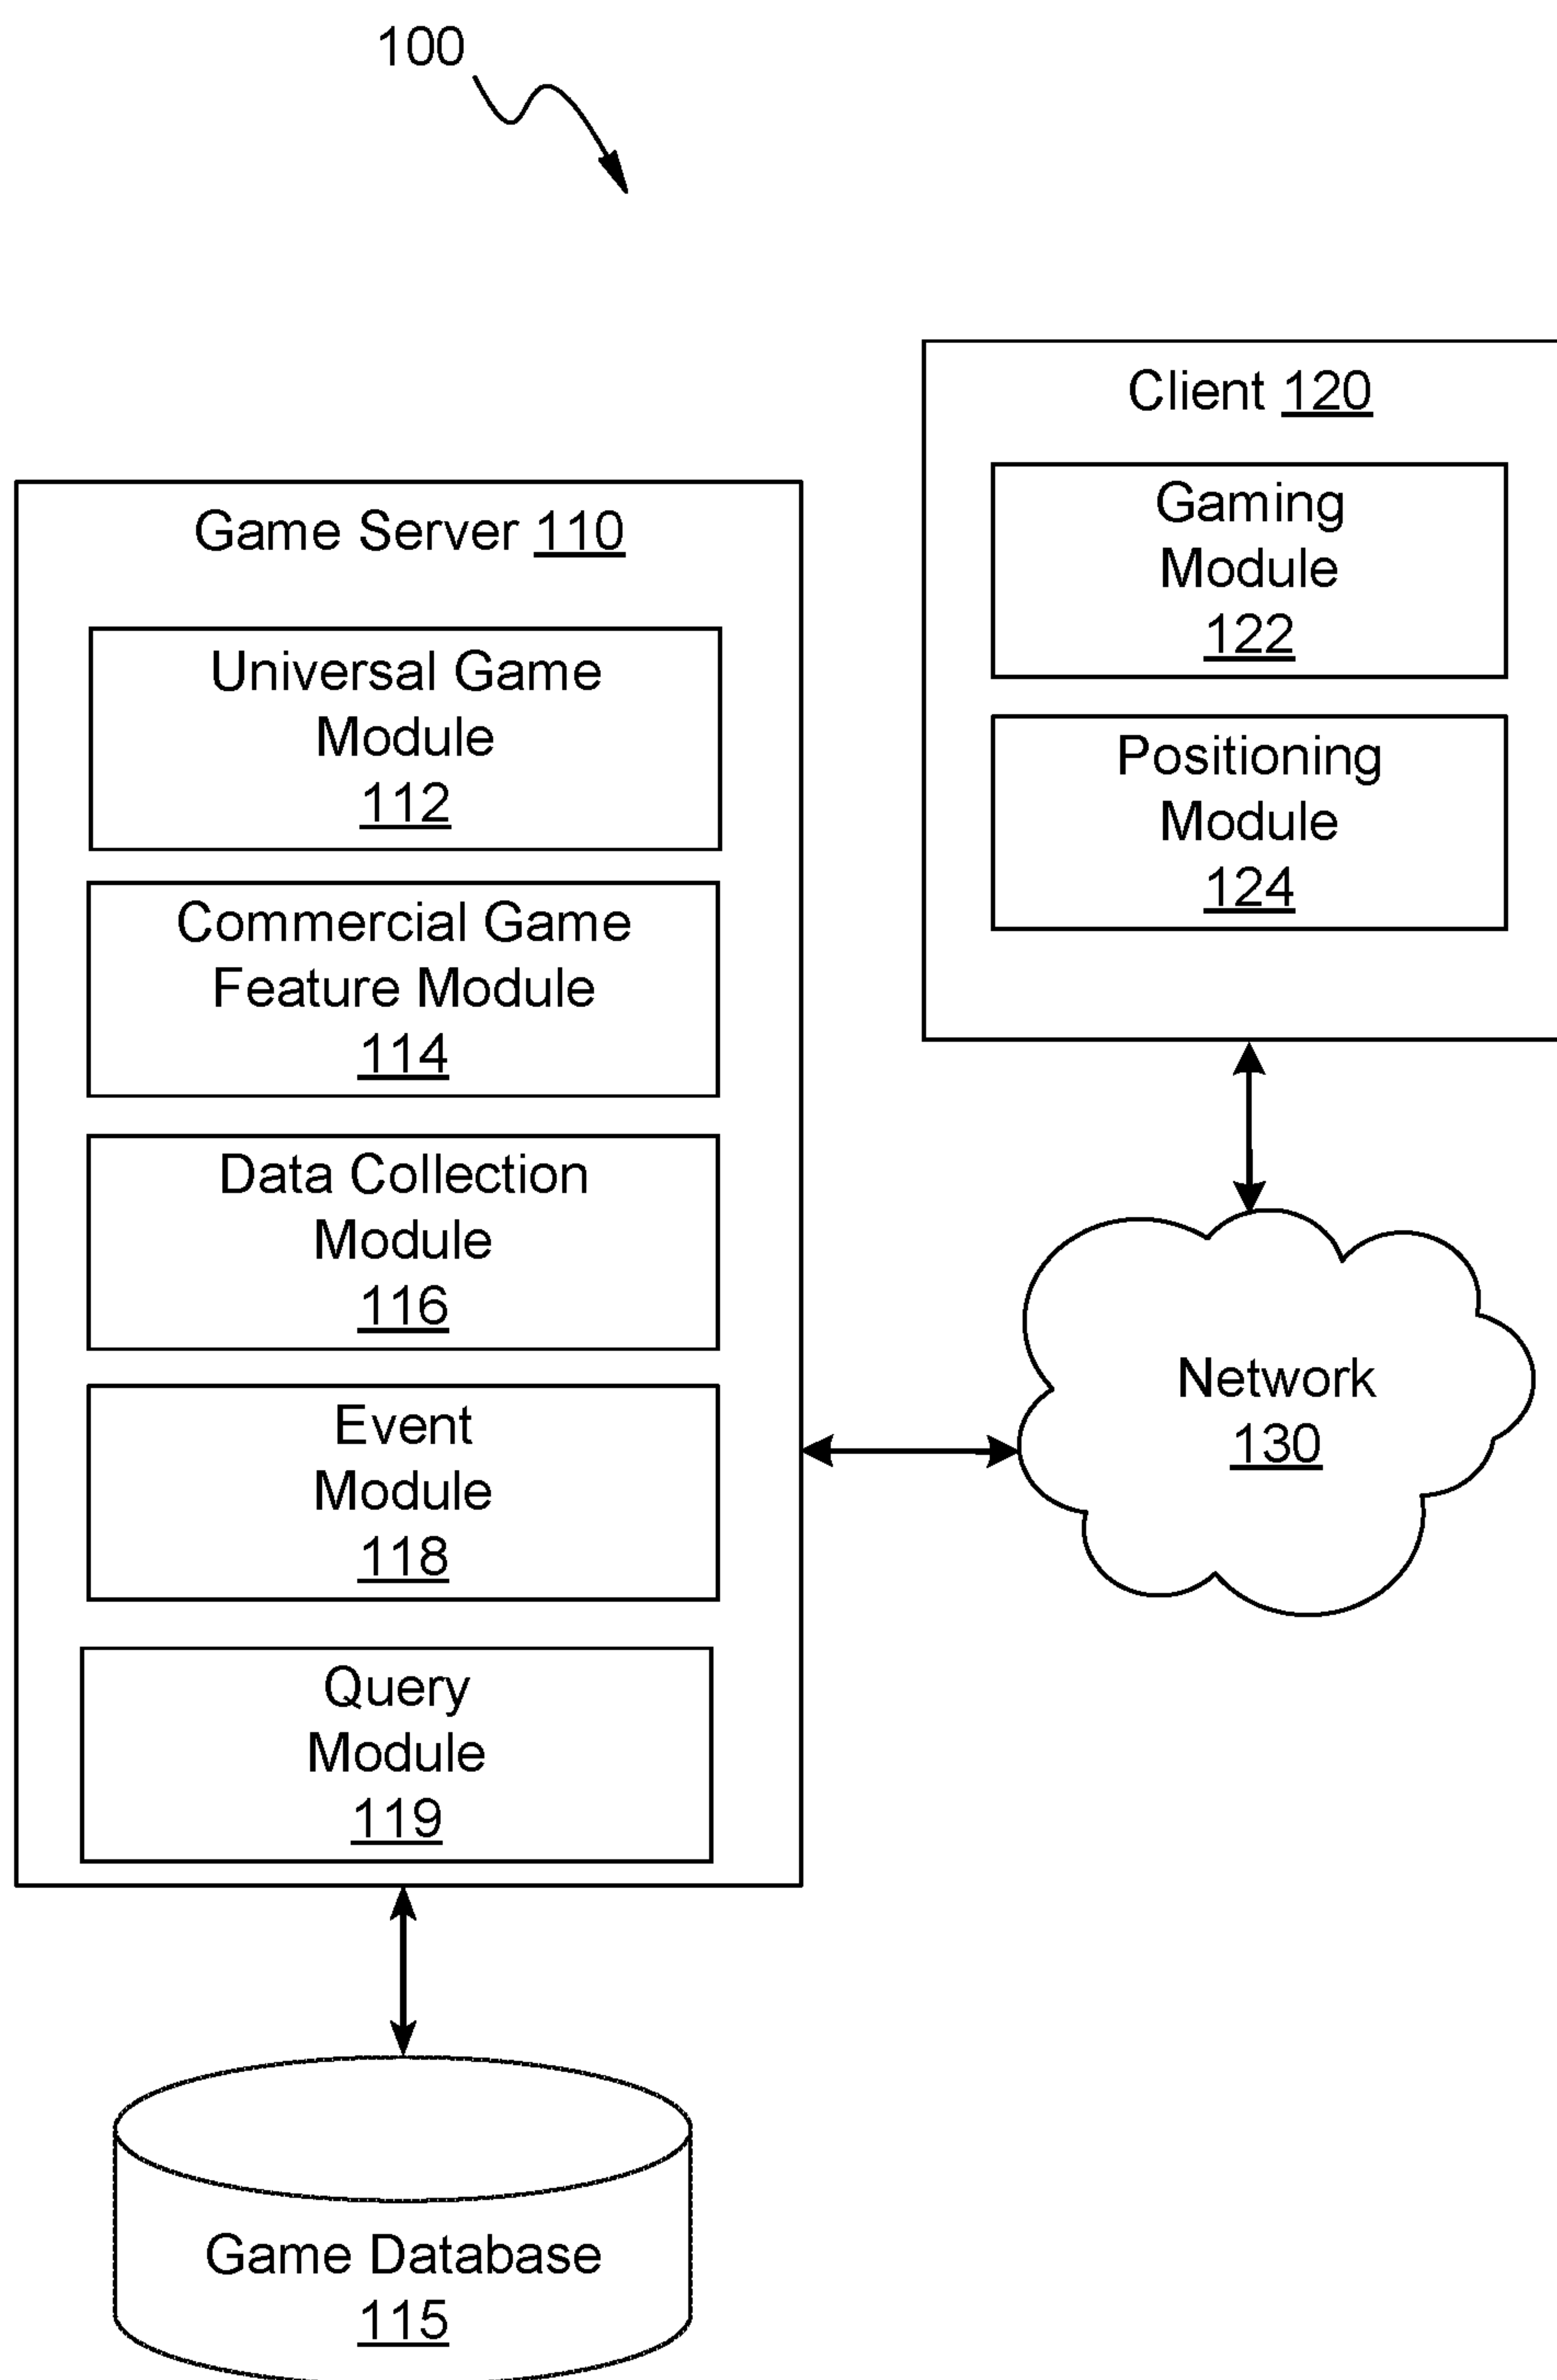 100
Client 120
Gaming
Module
122
Positioning
Module
124
Game Server 110
Universal Game
Module
112
Commercial Game
Feature Module
114
Data Collection
Module
116
Event
Module
118
Query
Module
119
Network
130
Game Database
115